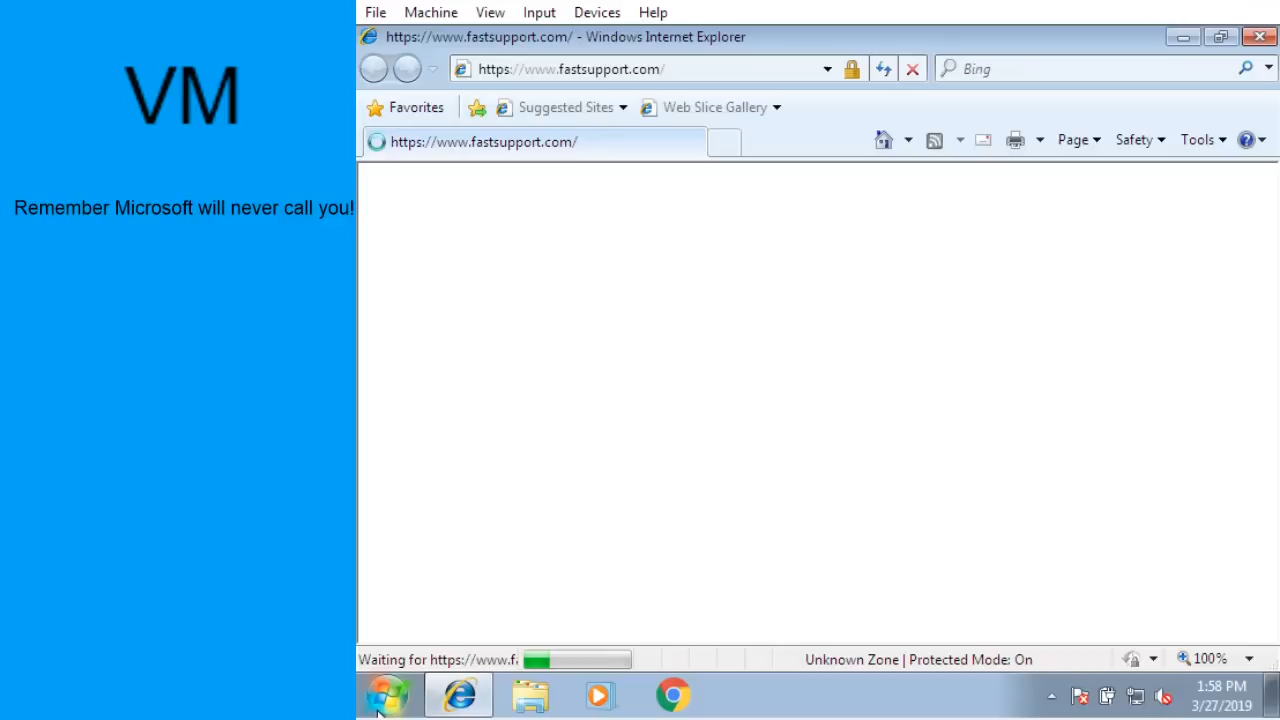 VM
Remember Microsoft will never call you!
File Machine View Input Devices Help
https://www.fastsupport.com/ - Windows Internet Explorer
https://www.fastsupport.com/
Bing
Favorites Suggested Sites Web Slice Gallery
https://www.fastsupport.com/
Page Safety Tools
Waiting for https://www.f.
Unknown Zone | Protected Mode: On
100%
1:58 PM
3/27/2019